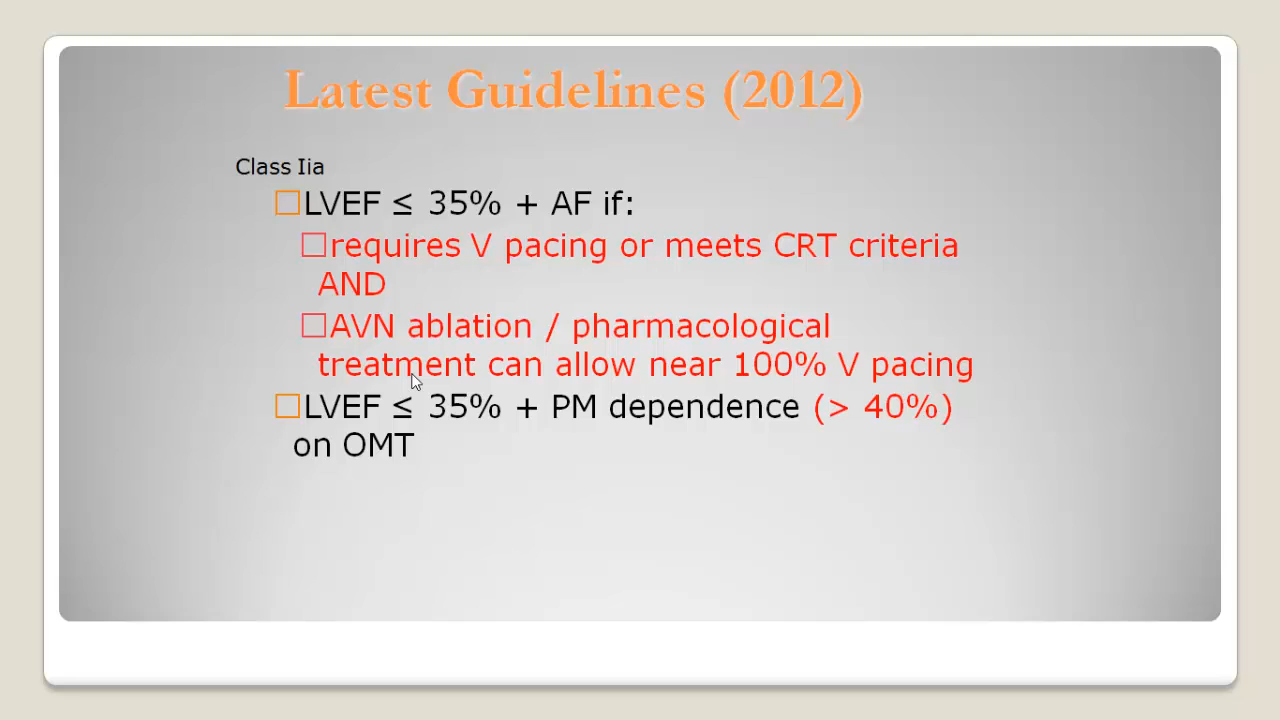 Latest Guidelines (2012)
Class Iia
LVEF ≤ 35% + AF if:
requires V pacing or meets CRT criteria
AND
AVN ablation / pharmacological
treatment can allow near 100% V pacing
LVEF ≤ 35% + PM dependence (> 40%)
on OMT